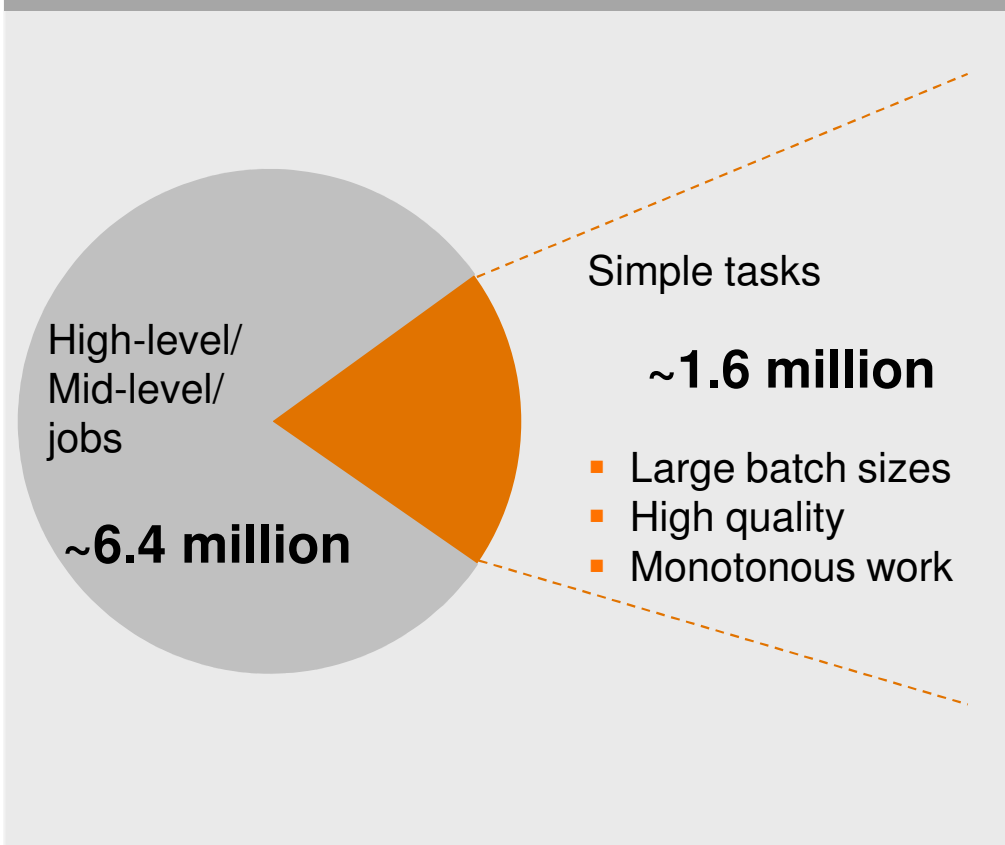 High-level/
Mid-level/
jobs
~6.4 million
Simple tasks
~1.6 million
▪ Large batch sizes
▪ High quality
▪ Monotonous work